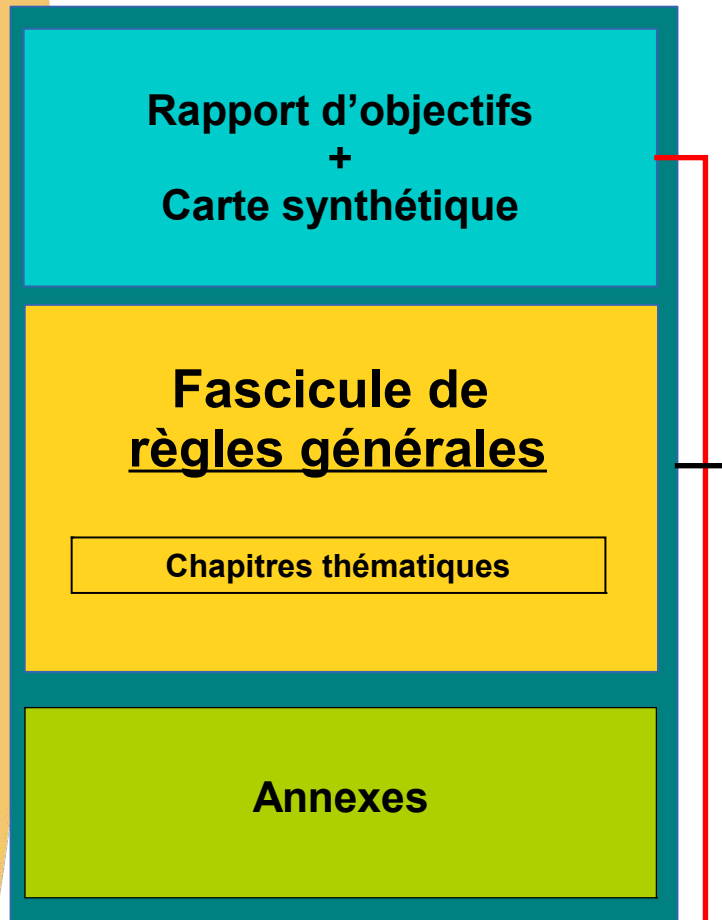 Rapport d’objectifs
+
Carte synthétique
Fascicule de
règles générales
Chapitres thématiques
Annexes